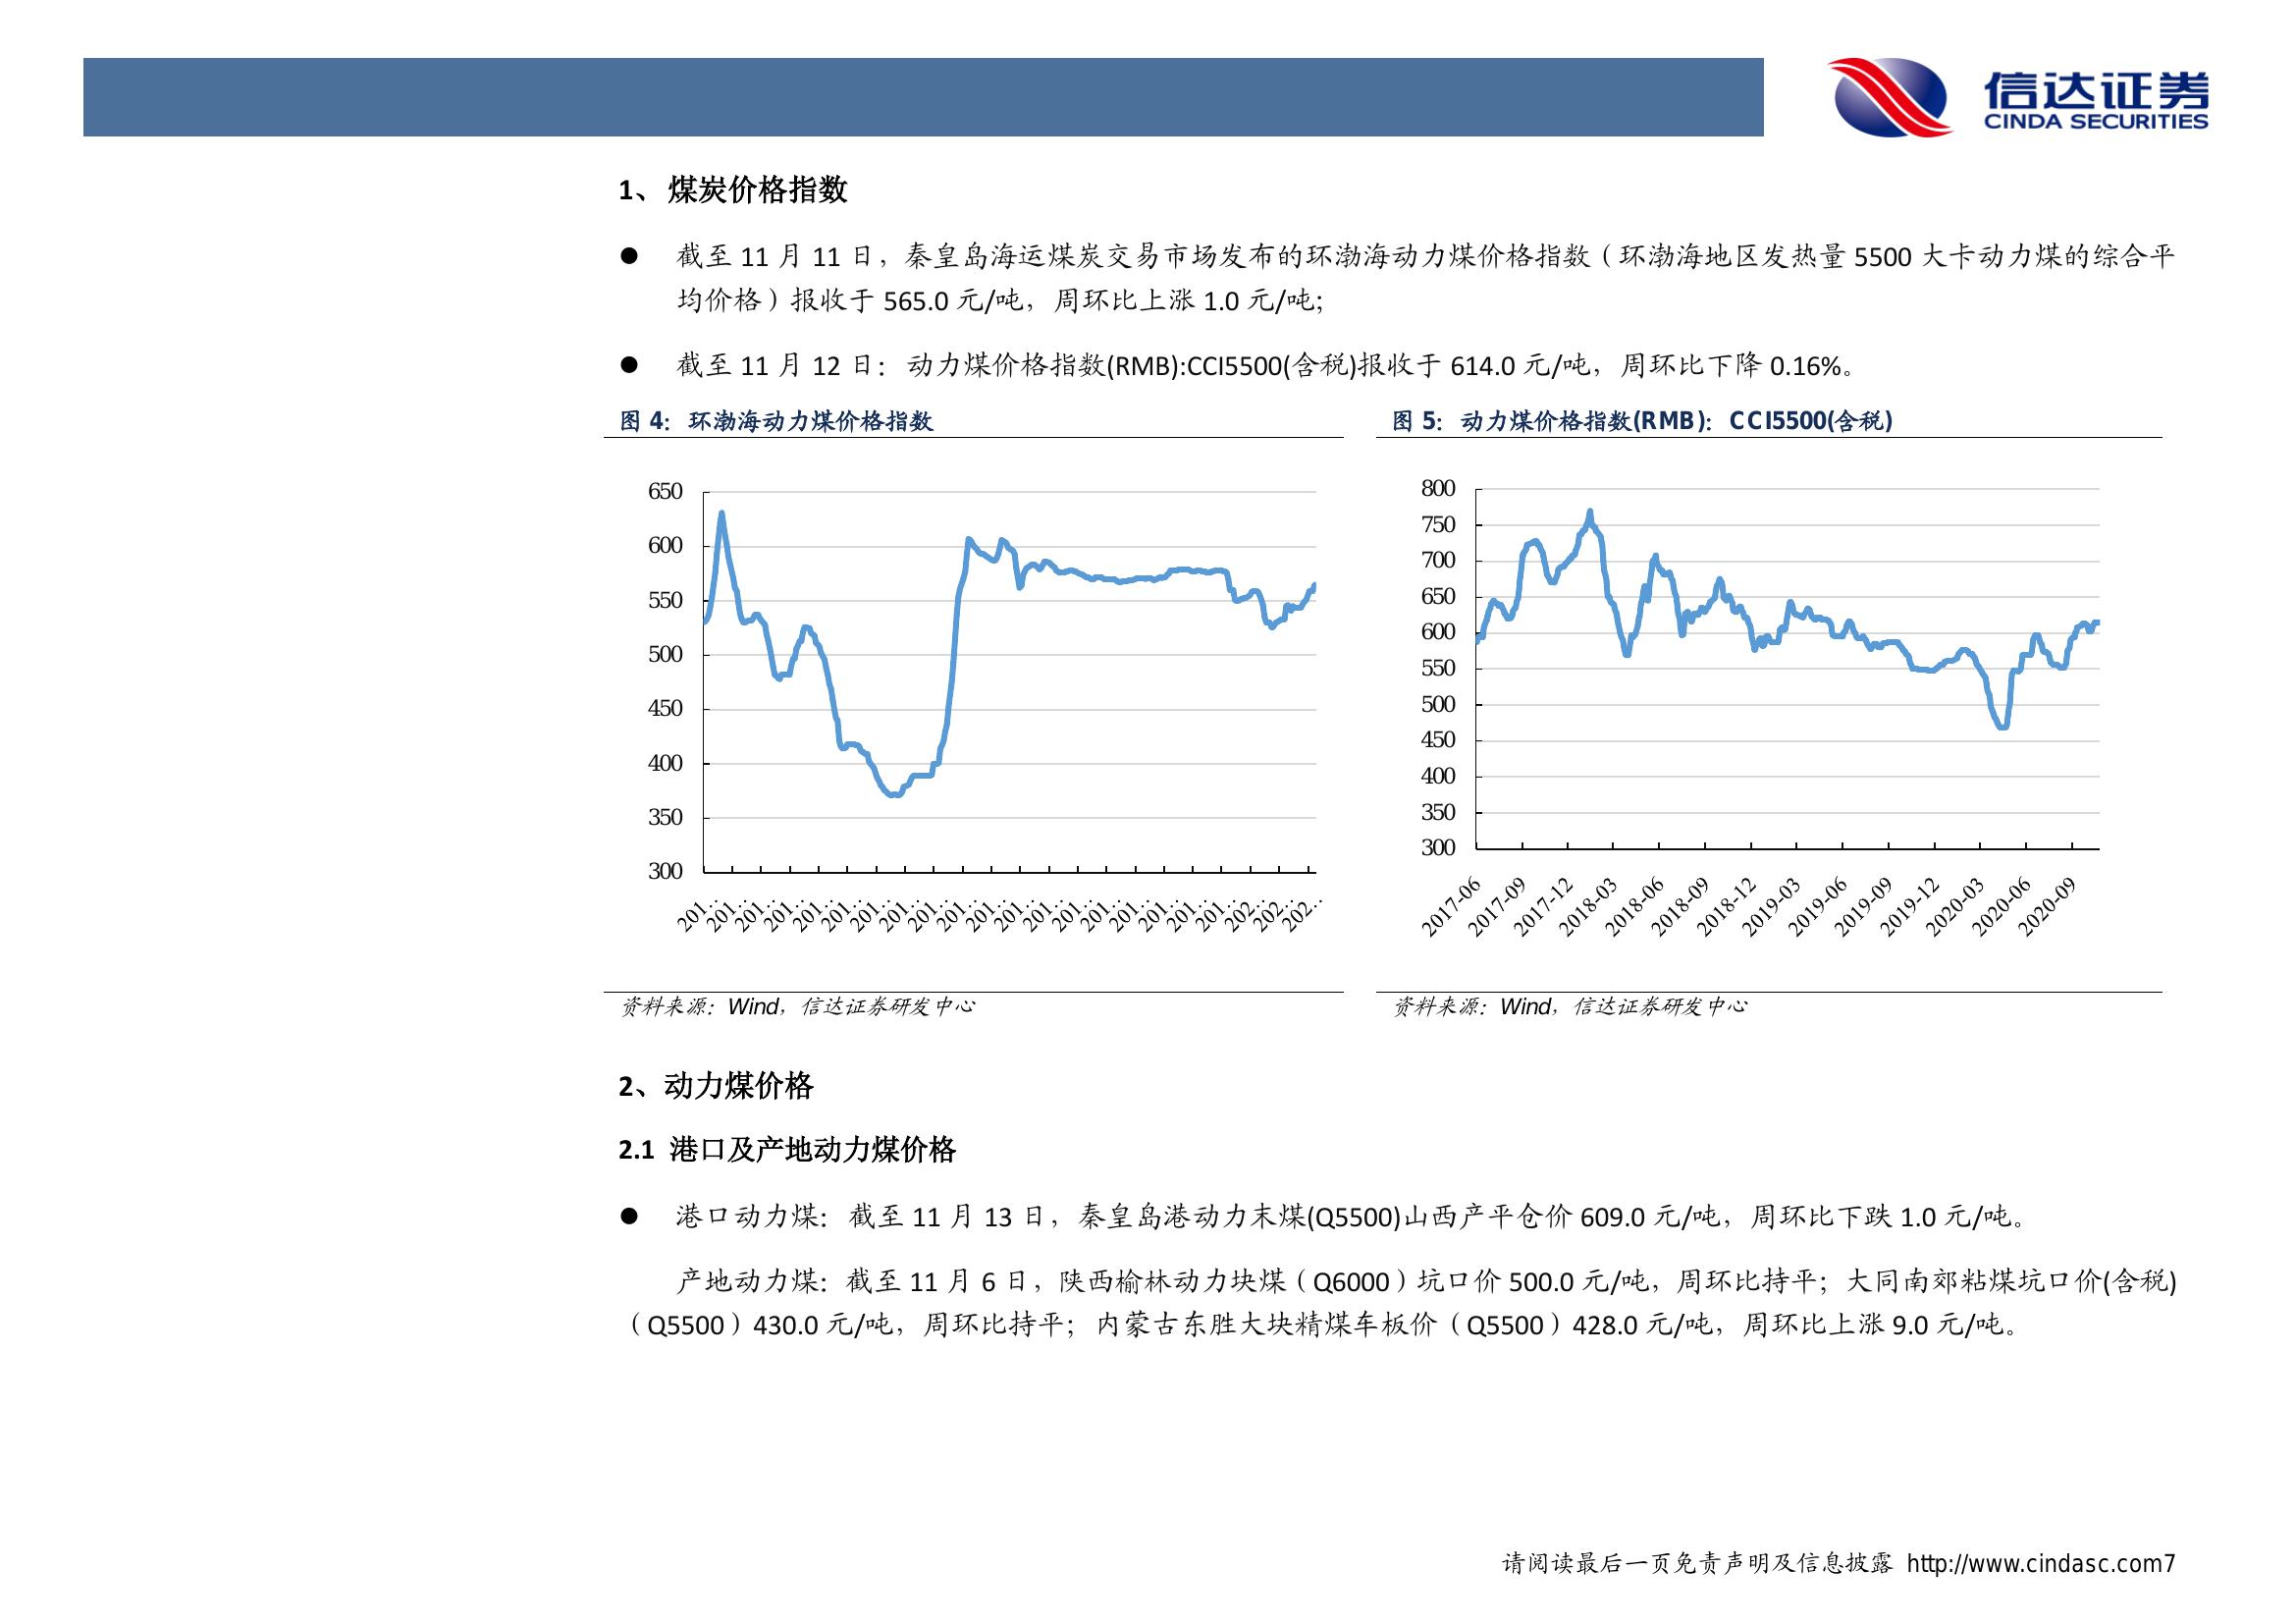 信达证券
CINDA SECURITIES
1、 煤炭价格指数
● 截至 11 月 11 日，秦皇岛海运煤炭交易市场发布的环渤海动力煤价格指数（环渤海地区发热量 5500 大卡动力煤的综合平
均价格）报收于 565.0 元/吨，周环比上涨 1.0 元/吨；
● 截至 11 月 12 日：动力煤价格指数(RMB):CCI5500(含税)报收于 614.0 元/吨，周环比下降 0.16%。
图 4：环渤海动力煤价格指数
650
600
550
500
450
400
350
300
201… 201… 201… 201… 201… 201… 201… 201… 201… 201… 201… 201… 201… 201… 201… 201… 201… 201… 201… 202… 202… 202…
资料来源：Wind，信达证券研发中心
图 5：动力煤价格指数(RMB)：CCI5500(含税)
800
750
700
650
600
550
500
450
400
350
300
2017-06 2017-09 2017-12 2018-03 2018-06 2018-09 2018-12 2019-03 2019-06 2019-09 2019-12 2020-03 2020-06 2020-09
资料来源：Wind，信达证券研发中心
2、动力煤价格
2.1 港口及产地动力煤价格
● 港口动力煤：截至 11 月 13 日，秦皇岛港动力末煤(Q5500)山西产平仓价 609.0 元/吨，周环比下跌 1.0 元/吨。
产地动力煤：截至 11 月 6 日，陕西榆林动力块煤（Q6000）坑口价 500.0 元/吨，周环比持平；大同南郊粘煤坑口价(含税)
（Q5500）430.0 元/吨，周环比持平；内蒙古东胜大块精煤车板价（Q5500）428.0 元/吨，周环比上涨 9.0 元/吨。
请阅读最后一页免责声明及信息披露 http://www.cindasc.com7